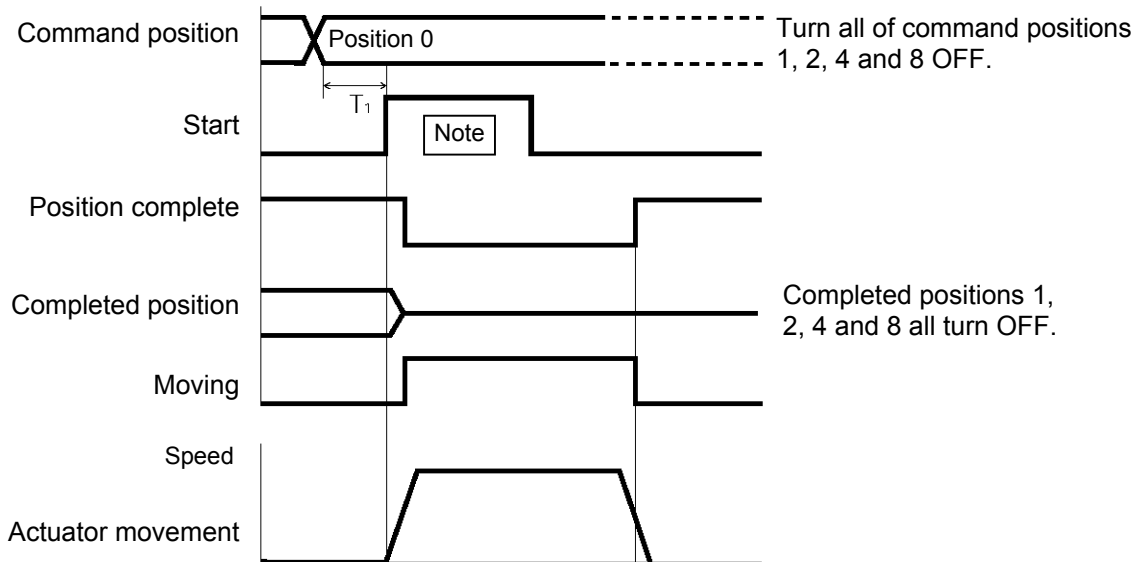 Command position
Position 0
Turn all of command positions
1, 2, 4 and 8 OFF.
T1
Start
Note
Position complete
Completed position
Completed positions 1,
2, 4 and 8 all turn OFF.
Moving
Speed
Actuator movement